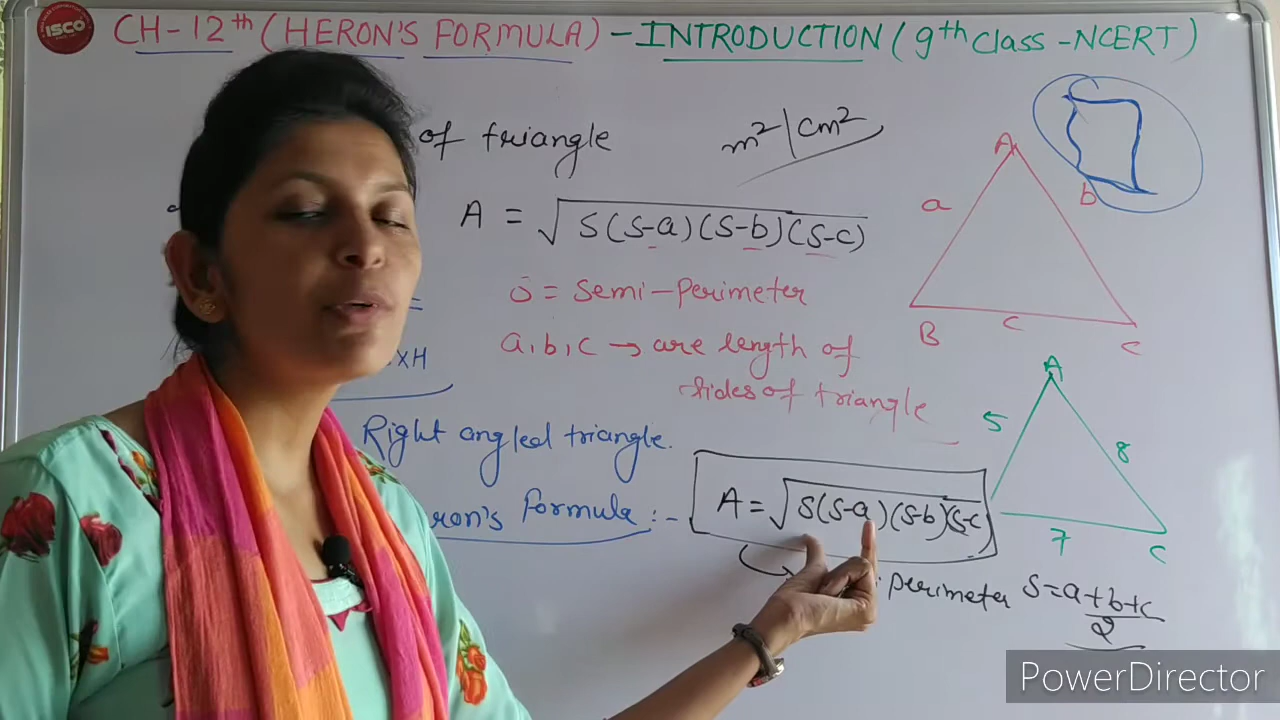 ISCO
CH-12th (HERON'S FORMULA) - INTRODUCTION (9th Class - NCERT)
of triangle
m² | cm²
A = √S(S-a)(S-b)(S-c)
S = Semi-Perimeter
a, b, c → are length of
sides of triangle
=
×H
Right angled triangle.
ron's formula :-
A = √S(S-a)(S-b)(S-c)
perimeter S = a+b+c
2
A
a
b
B
C
C
A
5
8
7
C
PowerDirector